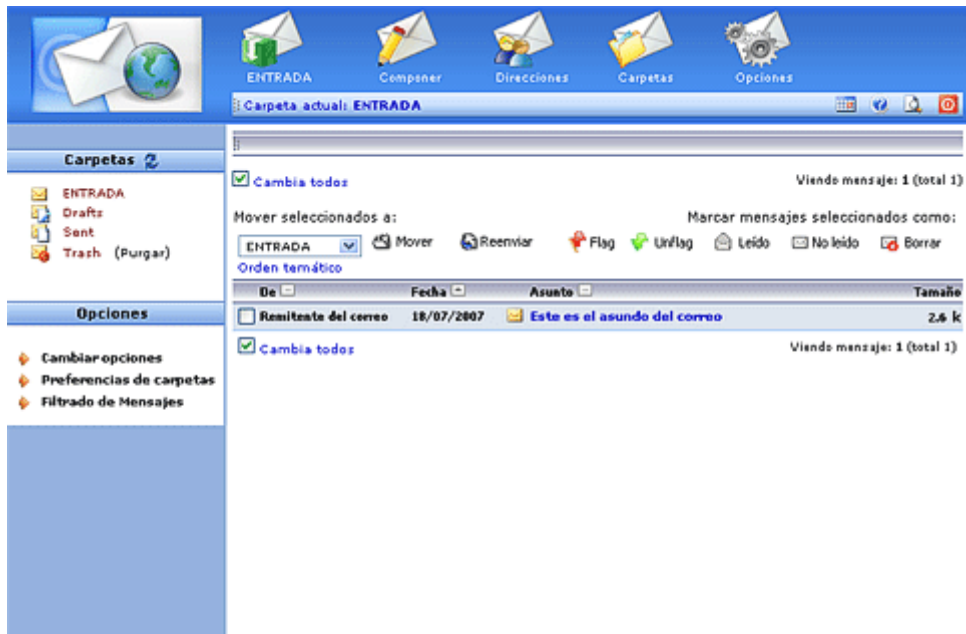 ENTRADA Componer Direcciones Carpetas Opciones
Carpeta actual: ENTRADA
Carpetas
ENTRADA
Drafts
Sent
Trash (Purgar)
Opciones
Cambiar opciones
Preferencias de carpetas
Filtrado de Mensajes
Cambia todos Viendo mensaje: 1 (total 1)
Mover seleccionados a: Marcar mensajes seleccionados como:
ENTRADA Mover Reenviar Flag Unflag Leído No leído Borrar
Orden temático
De Fecha Asunto Tamaño
Remitente del correo 18/07/2007 Este es el asundo del correo 2.6 k
Cambia todos Viendo mensaje: 1 (total 1)